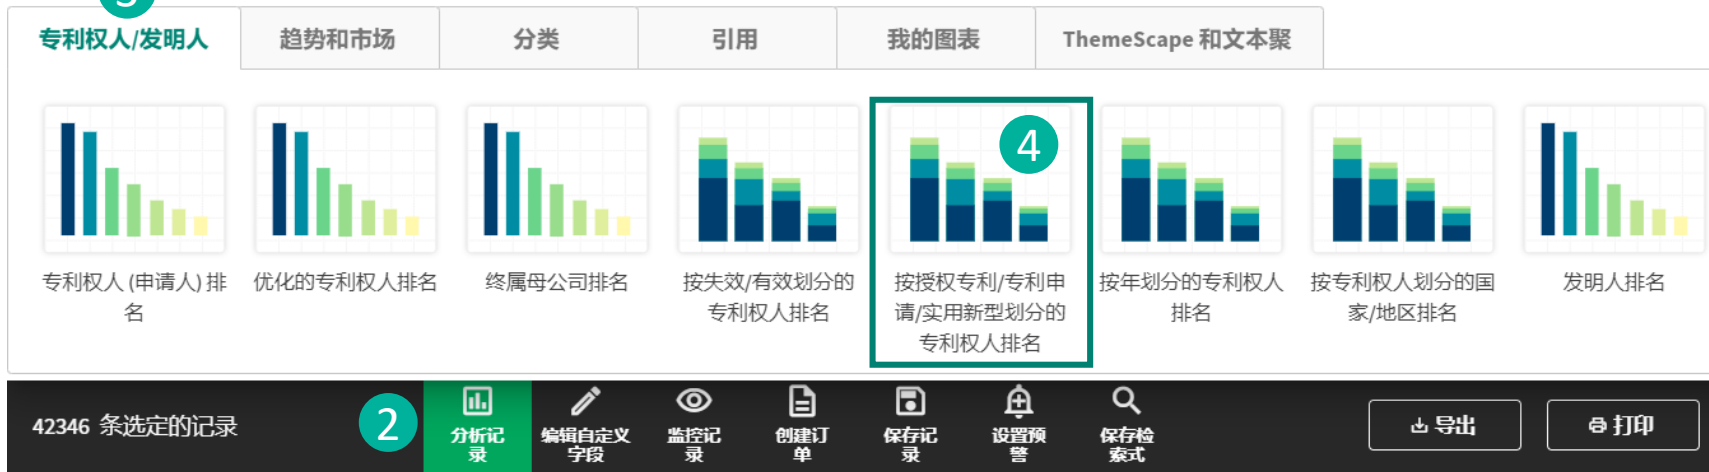 3
专利权人/发明人
趋势和市场
分类
引用
我的图表
ThemeScape 和文本聚
4
专利权人 (申请人) 排
名
优化的专利权人排名
终属母公司排名
按失效/有效划分的
专利权人排名
按授权专利/专利申
请/实用新型划分的
专利权人排名
按年划分的专利权人
排名
按专利权人划分的国
家/地区排名
发明人排名
42346 条选定的记录
2
分析记
录
编辑自定义
字段
监控记
录
创建订
单
保存记
录
设置预
警
保存检
索式
导出
打印